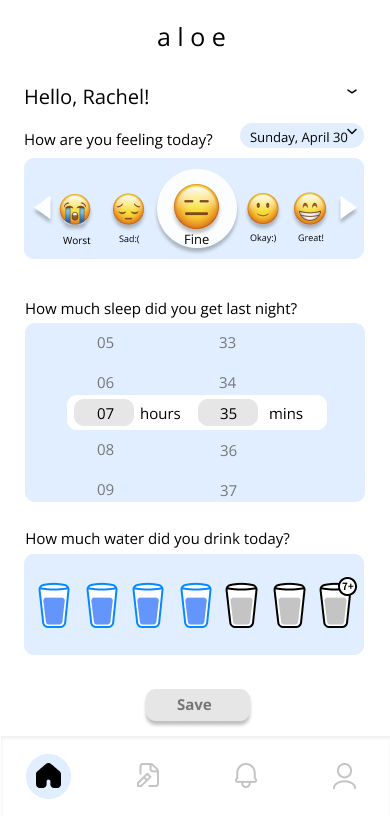 aloe
Hello, Rachel!
How are you feeling today?
Sunday, April 30
Worst
Sad:(
Fine
Okay:)
Great!
How much sleep did you get last night?
05 33
06 34
07 hours 35 mins
08 36
09 37
How much water did you drink today?
7+
Save